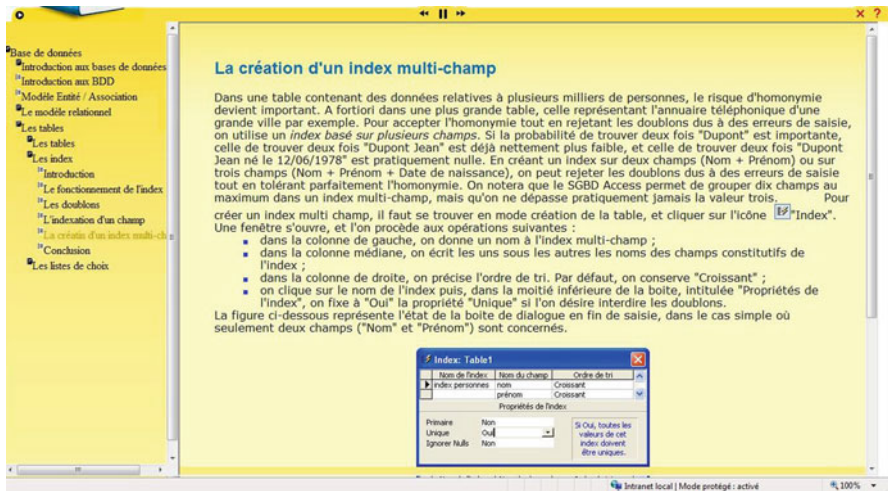 Base de données
Introduction aux bases de données
Introduction aux BDD
Modèle Entité / Association
Le modèle relationnel
Les tables
Les tables
Les index
Introduction
Le fonctionnement de l'index
Les doublons
L'indexation d'un champ
La créatin d'un index multi-ch
Conclusion
Les listes de choix
La création d'un index multi-champ
Dans une table contenant des données relatives à plusieurs milliers de personnes, le risque d'homonymie
devient important. A fortiori dans une plus grande table, celle représentant l'annuaire téléphonique d'une
grande ville par exemple. Pour accepter l'homonymie tout en rejetant les doublons dus à des erreurs de saisie,
on utilise un index basé sur plusieurs champs. Si la probabilité de trouver deux fois "Dupont" est importante,
celle de trouver deux fois "Dupont Jean" est déjà nettement plus faible, et celle de trouver deux fois "Dupont
Jean né le 12/06/1978" est pratiquement nulle. En créant un index sur deux champs (Nom + Prénom) ou sur
trois champs (Nom + Prénom + Date de naissance), on peut rejeter les doublons dus à des erreurs de saisie
tout en tolérant parfaitement l'homonymie. On notera que le SGBD Access permet de grouper dix champs au
maximum dans un index multi-champ, mais qu'on ne dépasse pratiquement jamais la valeur trois. Pour
créer un index multi champ, il faut se trouver en mode création de la table, et cliquer sur l'icône "Index".
Une fenêtre s'ouvre, et l'on procède aux opérations suivantes :
dans la colonne de gauche, on donne un nom à l'index multi-champ ;
dans la colonne médiane, on écrit les uns sous les autres les noms des champs constitutifs de
l'index ;
dans la colonne de droite, on précise l'ordre de tri. Par défaut, on conserve "Croissant" ;
on clique sur le nom de l'index puis, dans la moitié inférieure de la boite, intitulée "Propriétés de
l'index", on fixe à "Oui" la propriété "Unique" si l'on désire interdire les doublons.
La figure ci-dessous représente l'état de la boite de dialogue en fin de saisie, dans le cas simple où
seulement deux champs ("Nom" et "Prénom") sont concernés.
Index: Table1
Nom de l'index Nom du champ Ordre de tri
index personnes nom Croissant
prénom Croissant
Propriétés de l'index
Primaire Non
Unique Oui
Ignorer Nulls Non
Si Oui, toutes les
valeurs de cet
index doivent
être uniques.
Intranet local | Mode protégé : activé 100%